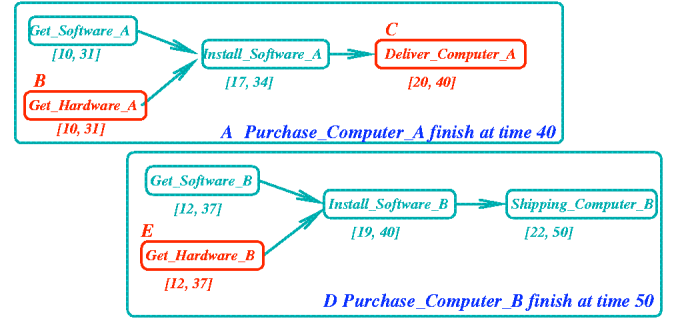 Get_Software_A
[10, 31]
B
Get_Hardware_A
[10, 31]
Install_Software_A
[17, 34]
C
Deliver_Computer_A
[20, 40]
A Purchase_Computer_A finish at time 40
Get_Software_B
[12, 37]
E
Get_Hardware_B
[12, 37]
Install_Software_B
[19, 40]
Shipping_Computer_B
[22, 50]
D Purchase_Computer_B finish at time 50